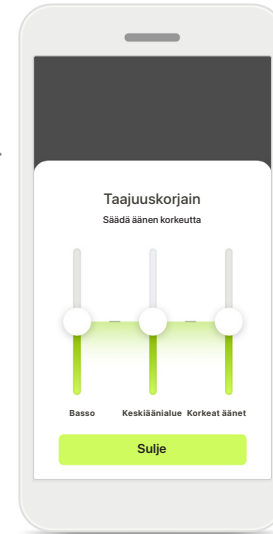 Taajuuskorjain
Säädä äänen korkeutta
Basso Keskiäänialue Korkeat äänet
Sulje